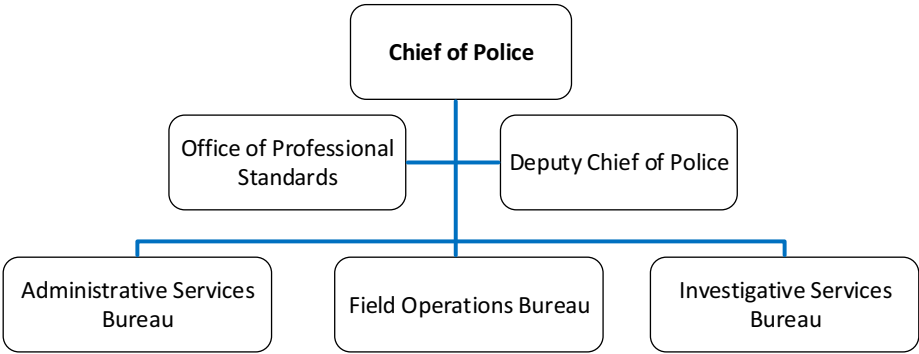 Chief of Police
Office of Professional
Standards
Deputy Chief of Police
Administrative Services
Bureau
Field Operations Bureau
Investigative Services
Bureau